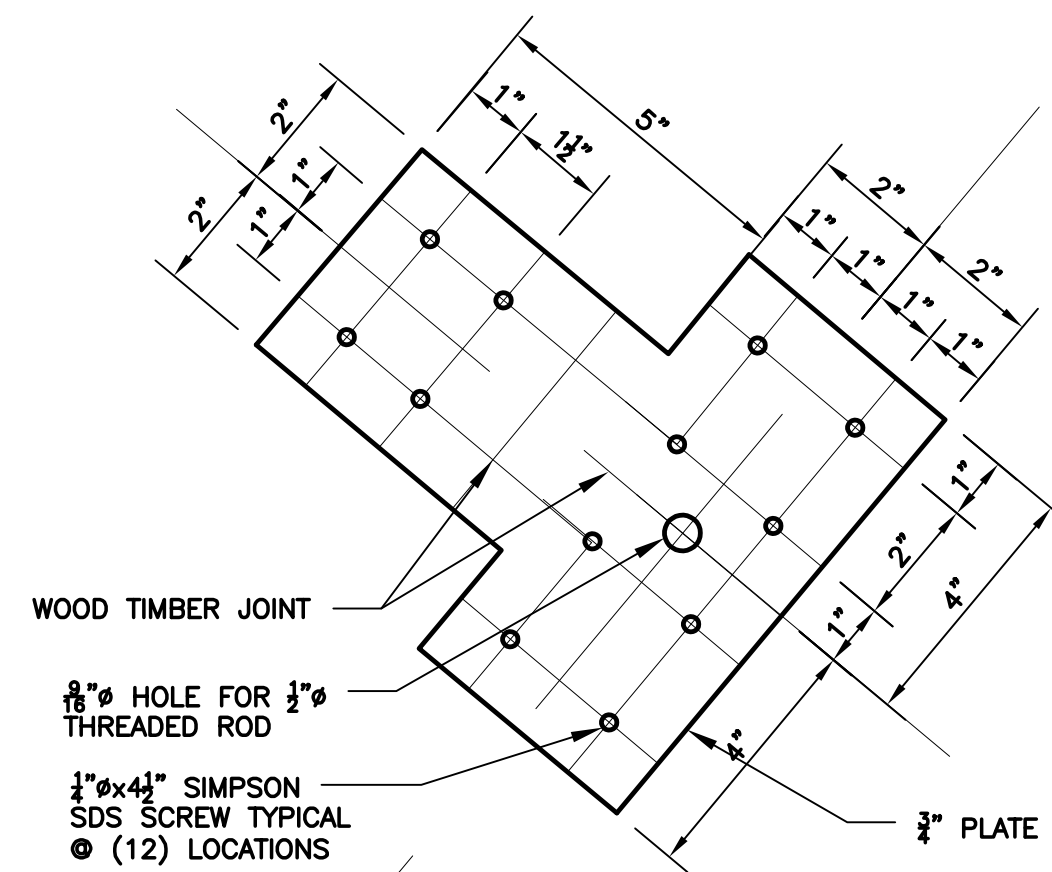 5"
1"
1½"
2"
1"
2"
1"
2"
1"
1"
2"
1"
1"
1"
1"
2"
4"
1"
4"
WOOD TIMBER JOINT
9/16"ø HOLE FOR ½"ø
THREADED ROD
¼"øx4½" SIMPSON
SDS SCREW TYPICAL
@ (12) LOCATIONS
¾" PLATE